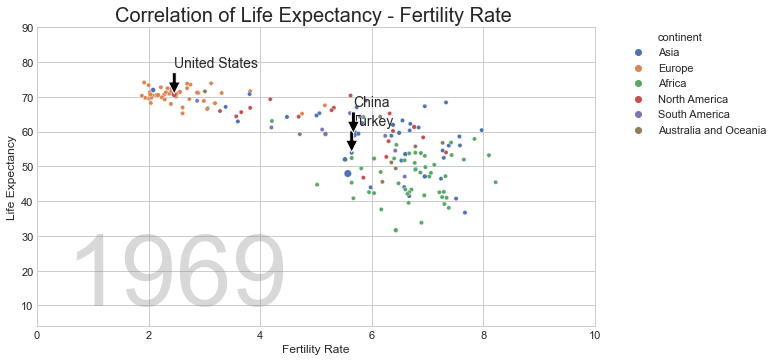 Correlation of Life Expectancy - Fertility Rate
90
80
70
60
50
40
30
20
10
Life Expectancy
United States
China
Turkey
1969
0
2
4
6
8
10
Fertility Rate
continent
Asia
Europe
Africa
North America
South America
Australia and Oceania